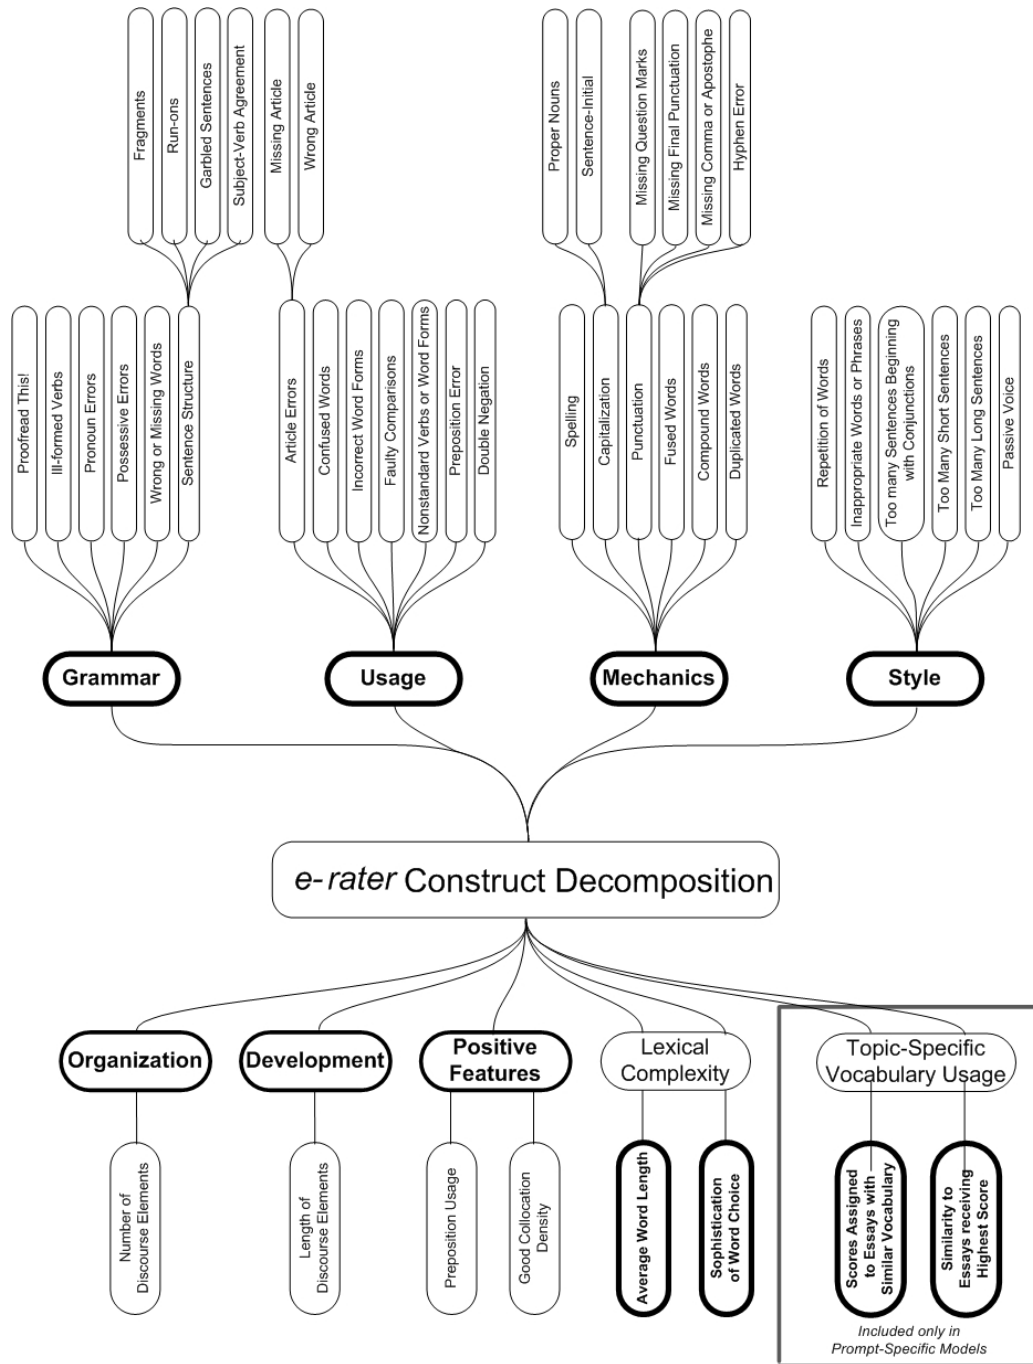 Fragments
Run-ons
Garbled Sentences
Subject-Verb Agreement
Missing Article
Wrong Article
Proper Nouns
Sentence-Initial
Missing Question Marks
Missing Final Punctuation
Missing Comma or Apostophe
Hyphen Error
Proofread This!
Ill-formed Verbs
Pronoun Errors
Possessive Errors
Wrong or Missing Words
Sentence Structure
Article Errors
Confused Words
Incorrect Word Forms
Faulty Comparisons
Nonstandard Verbs or Word Forms
Preposition Error
Double Negation
Spelling
Capitalization
Punctuation
Fused Words
Compound Words
Duplicated Words
Repetition of Words
Inappropriate Words or Phrases
Too many Sentences Beginning
with Conjunctions
Too Many Short Sentences
Too Many Long Sentences
Passive Voice
Grammar
Usage
Mechanics
Style
e-rater Construct Decomposition
Organization
Development
Positive
Features
Lexical
Complexity
Topic-Specific
Vocabulary Usage
Number of
Discourse Elements
Length of
Discourse Elements
Preposition Usage
Good Collocation
Density
Average Word Length
Sophistication
of Word Choice
Scores Assigned
to Essays with
Similar Vocabulary
Similarity to
Essays receiving
Highest Score
Included only in
Prompt-Specific Models